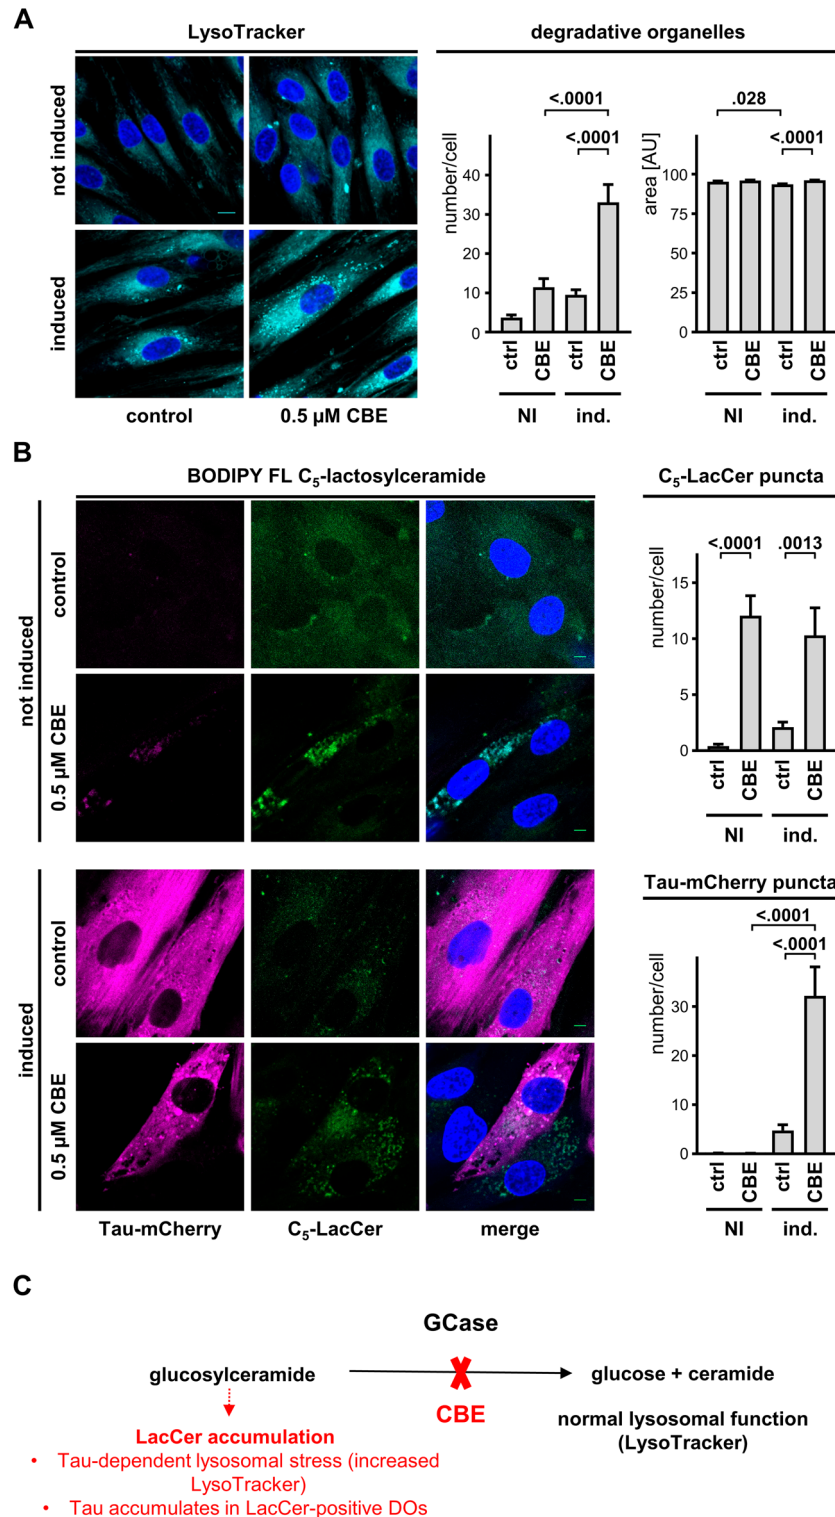 A
LysoTracker
degradative organelles
not induced
induced
control
0.5 µM CBE
number/cell
40
30
20
10
0
<.0001
<.0001
ctrl
CBE
ctrl
CBE
NI
ind.
area [AU]
100
75
25
0
.028
<.0001
ctrl
CBE
ctrl
CBE
NI
ind.
B
BODIPY FL C₅-lactosylceramide
C₅-LacCer puncta
not induced
control
0.5 µM CBE
induced
control
0.5 µM CBE
Tau-mCherry
C₅-LacCer
merge
number/cell
15
10
5
0
<.0001
.0013
ctrl
CBE
ctrl
CBE
NI
ind.
Tau-mCherry puncta
number/cell
30
20
10
0
<.0001
<.0001
ctrl
CBE
ctrl
CBE
NI
ind.
C
GCase
glucosylceramide
glucose + ceramide
CBE
normal lysosomal function
(LysoTracker)
LacCer accumulation
• Tau-dependent lysosomal stress (increased
LysoTracker)
• Tau accumulates in LacCer-positive DOs